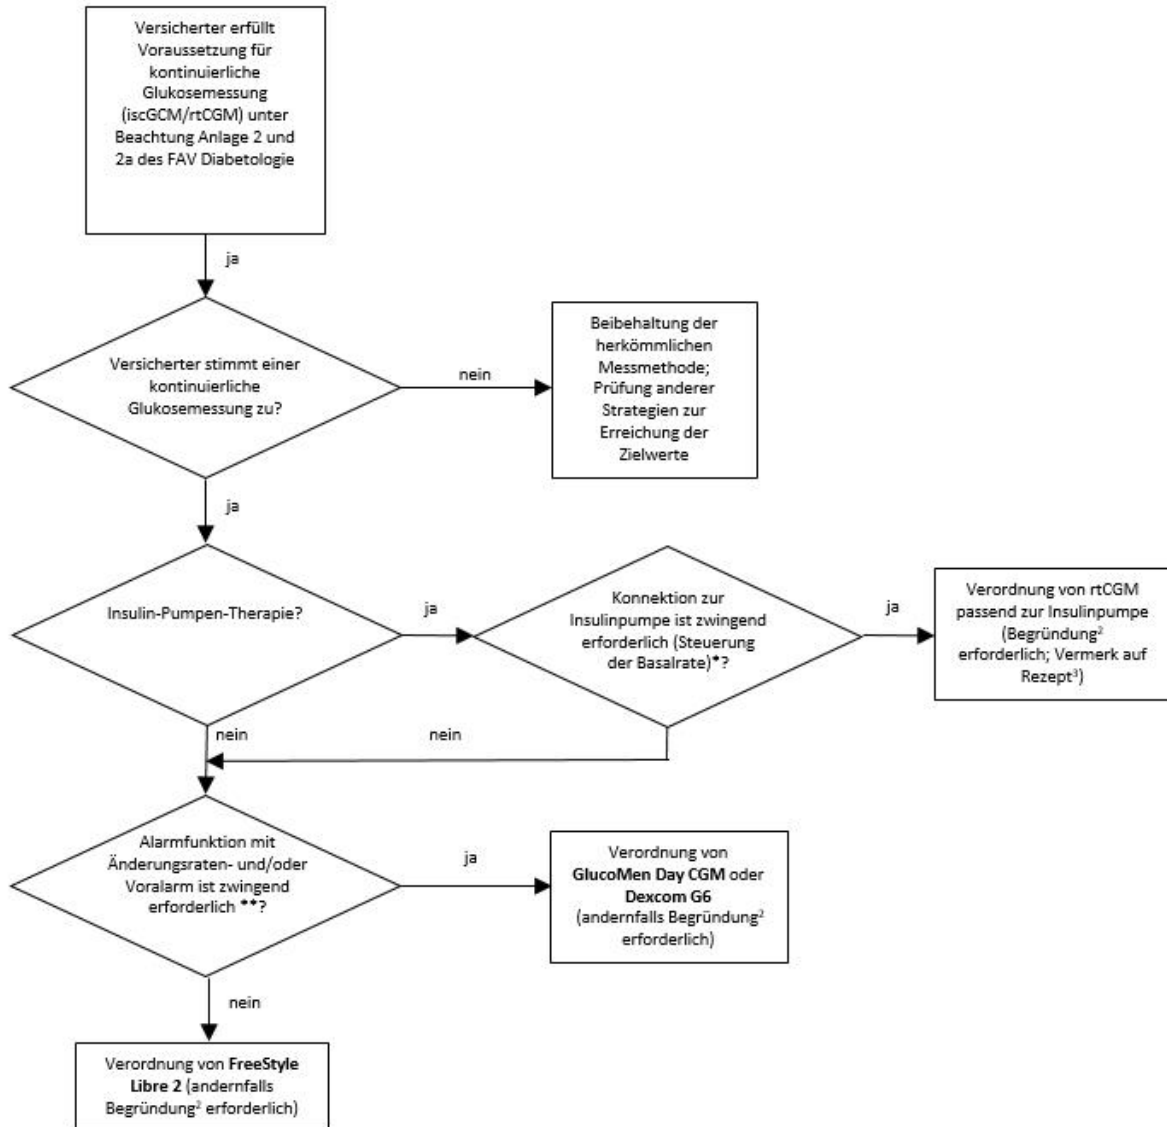 Versicherter erfüllt
Voraussetzung für
kontinuierliche
Glukosemessung
(iscGCM/rtCGM) unter
Beachtung Anlage 2 und
2a des FAV Diabetologie
ja
Versicherter stimmt einer
kontinuierliche
Glukosemessung zu?
nein
Beibehaltung der
herkömmlichen
Messmethode;
Prüfung anderer
Strategien zur
Erreichung der
Zielwerte
ja
Insulin-Pumpen-Therapie?
ja
Konnektion zur
Insulinpumpe ist zwingend
erforderlich (Steuerung
der Basalrate)*?
ja
Verordnung von rtCGM
passend zur Insulinpumpe
(Begründung²
erforderlich; Vermerk auf
Rezept³)
nein
nein
Alarmfunktion mit
Änderungsraten- und/oder
Voralarm ist zwingend
erforderlich **?
ja
Verordnung von
GlucoMen Day CGM oder
Dexcom G6
(andernfalls Begründung²
erforderlich)
nein
Verordnung von FreeStyle
Libre 2 (andernfalls
Begründung² erforderlich)